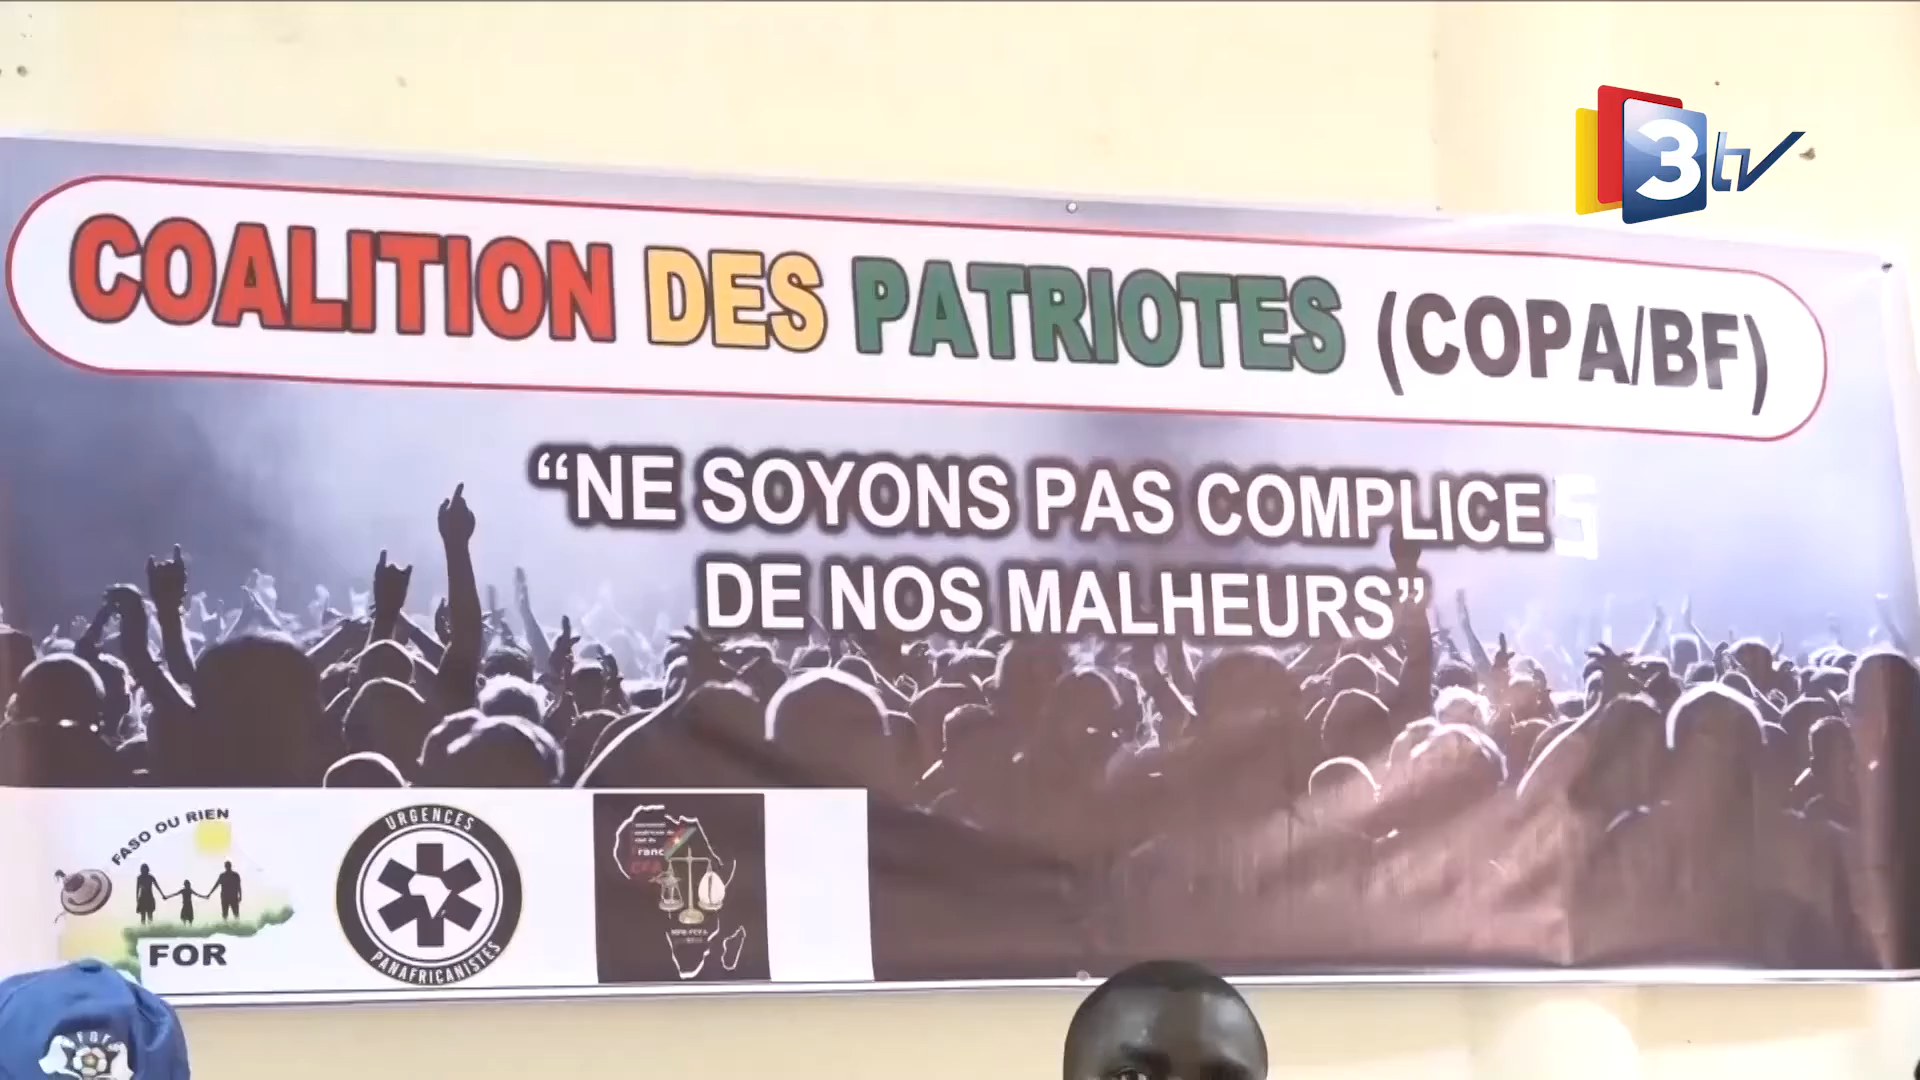 3tv
COALITION DES PATRIOTES (COPA/BF)
“NE SOYONS PAS COMPLICES
DE NOS MALHEURS”
FASO OU RIEN
FOR
URGENCES
PANAFRICANISTES